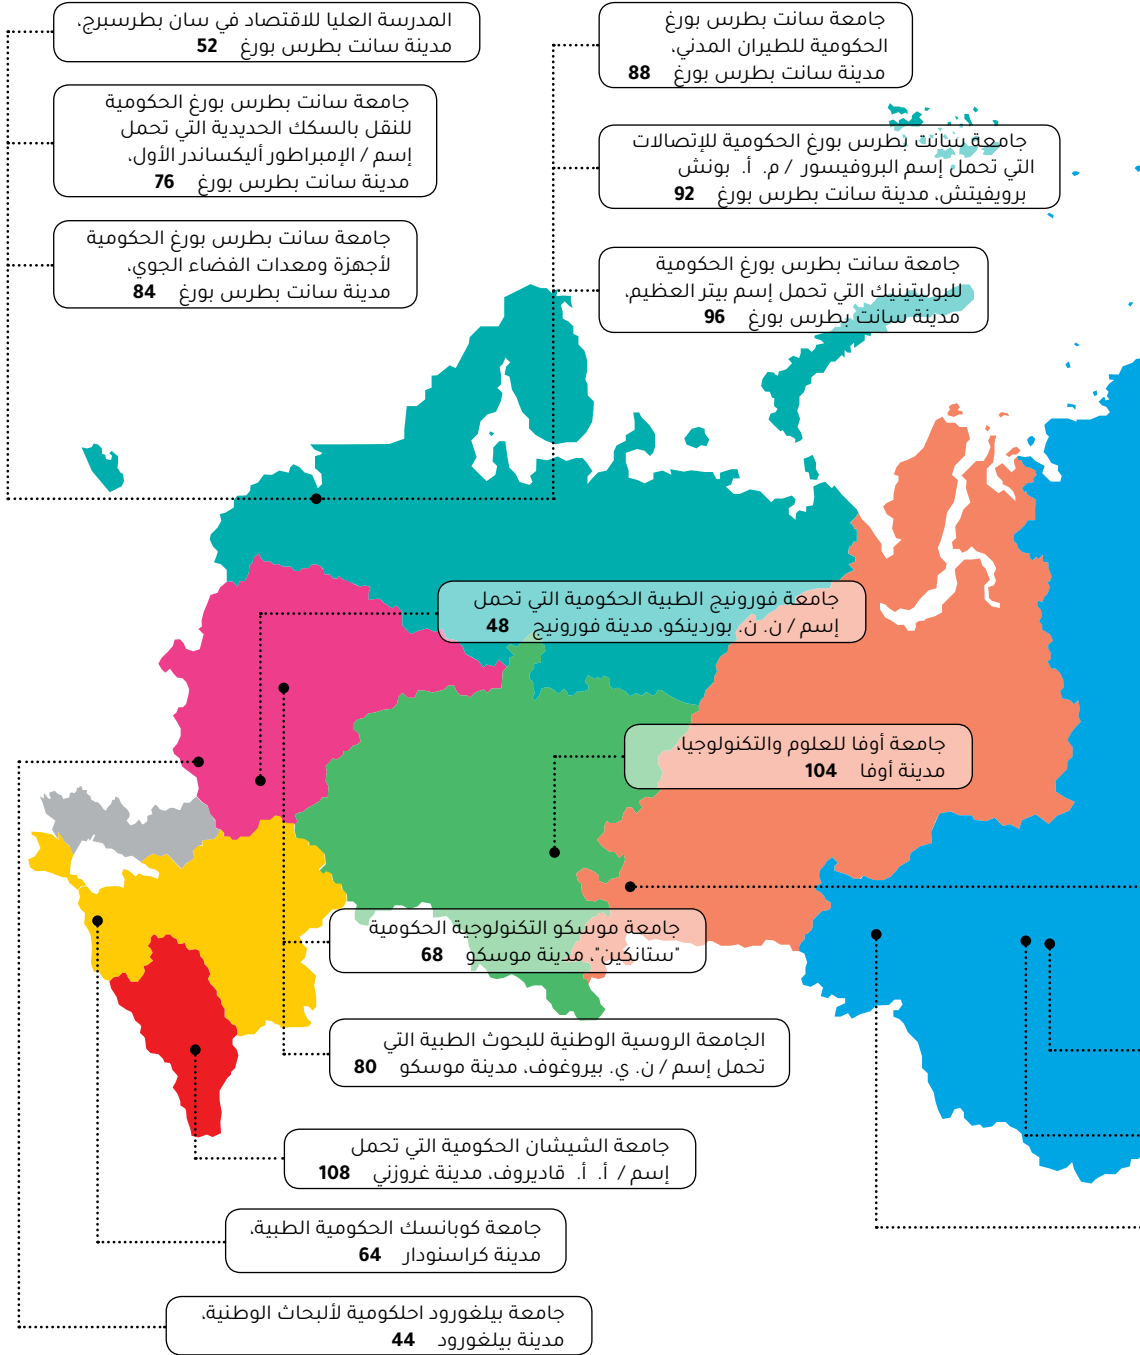 المدرسة العليا للاقتصاد في سان بطرسبرج،
مدينة سانت بطرس بورغ 52
جامعة سانت بطرس بورغ الحكومية
للنقل بالسكك الحديدية التي تحمل
إسم / الإمبراطور أليكساندر الأول،
مدينة سانت بطرس بورغ 76
جامعة سانت بطرس بورغ الحكومية
لأجهزة ومعدات الفضاء الجوي،
مدينة سانت بطرس بورغ 84
جامعة سانت بطرس بورغ
الحكومية للطيران المدني،
مدينة سانت بطرس بورغ 88
جامعة سانت بطرس بورغ الحكومية للإتصالات
التي تحمل إسم البروفيسور / م. أ. بونش
برويفيتش، مدينة سانت بطرس بورغ 92
جامعة سانت بطرس بورغ الحكومية
للبوليتينيك التي تحمل إسم بيتر العظيم،
مدينة سانت بطرس بورغ 96
جامعة فورونيج الطبية الحكومية التي تحمل
إسم / ن. ن. بوردينكو، مدينة فورونيج 48
جامعة أوفا للعلوم والتكنولوجيا،
مدينة أوفا 104
جامعة موسكو التكنولوجية الحكومية
"ستانكين"، مدينة موسكو 68
الجامعة الروسية الوطنية للبحوث الطبية التي
تحمل إسم / ن. ي. بيروغوف، مدينة موسكو 80
جامعة الشيشان الحكومية التي تحمل
إسم / أ. أ. قاديروف، مدينة غروزني 108
جامعة كوبانسك الحكومية الطبية،
مدينة كراسنودار 64
جامعة بيلغورود احلكومية لألبحاث الوطنية،
مدينة بيلغورود 44